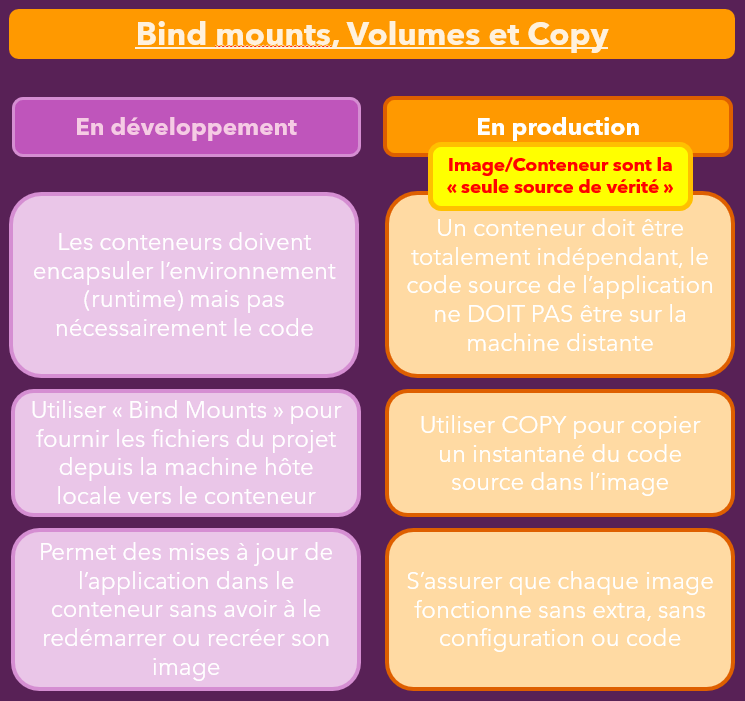 Bind mounts, Volumes et Copy
En développement
Les conteneurs doivent
encapsuler l’environnement
(runtime) mais pas
nécessairement le code
Utiliser « Bind Mounts » pour
fournir les fichiers du projet
depuis la machine hôte
locale vers le conteneur
Permet des mises à jour de
l’application dans le
conteneur sans avoir à le
redémarrer ou recréer son
image
En production
Image/Conteneur sont la
« seule source de vérité »
Un conteneur doit être
totalement indépendant, le
code source de l’application
ne DOIT PAS être sur la
machine distante
Utiliser COPY pour copier
un instantané du code
source dans l’image
S’assurer que chaque image
fonctionne sans extra, sans
configuration ou code